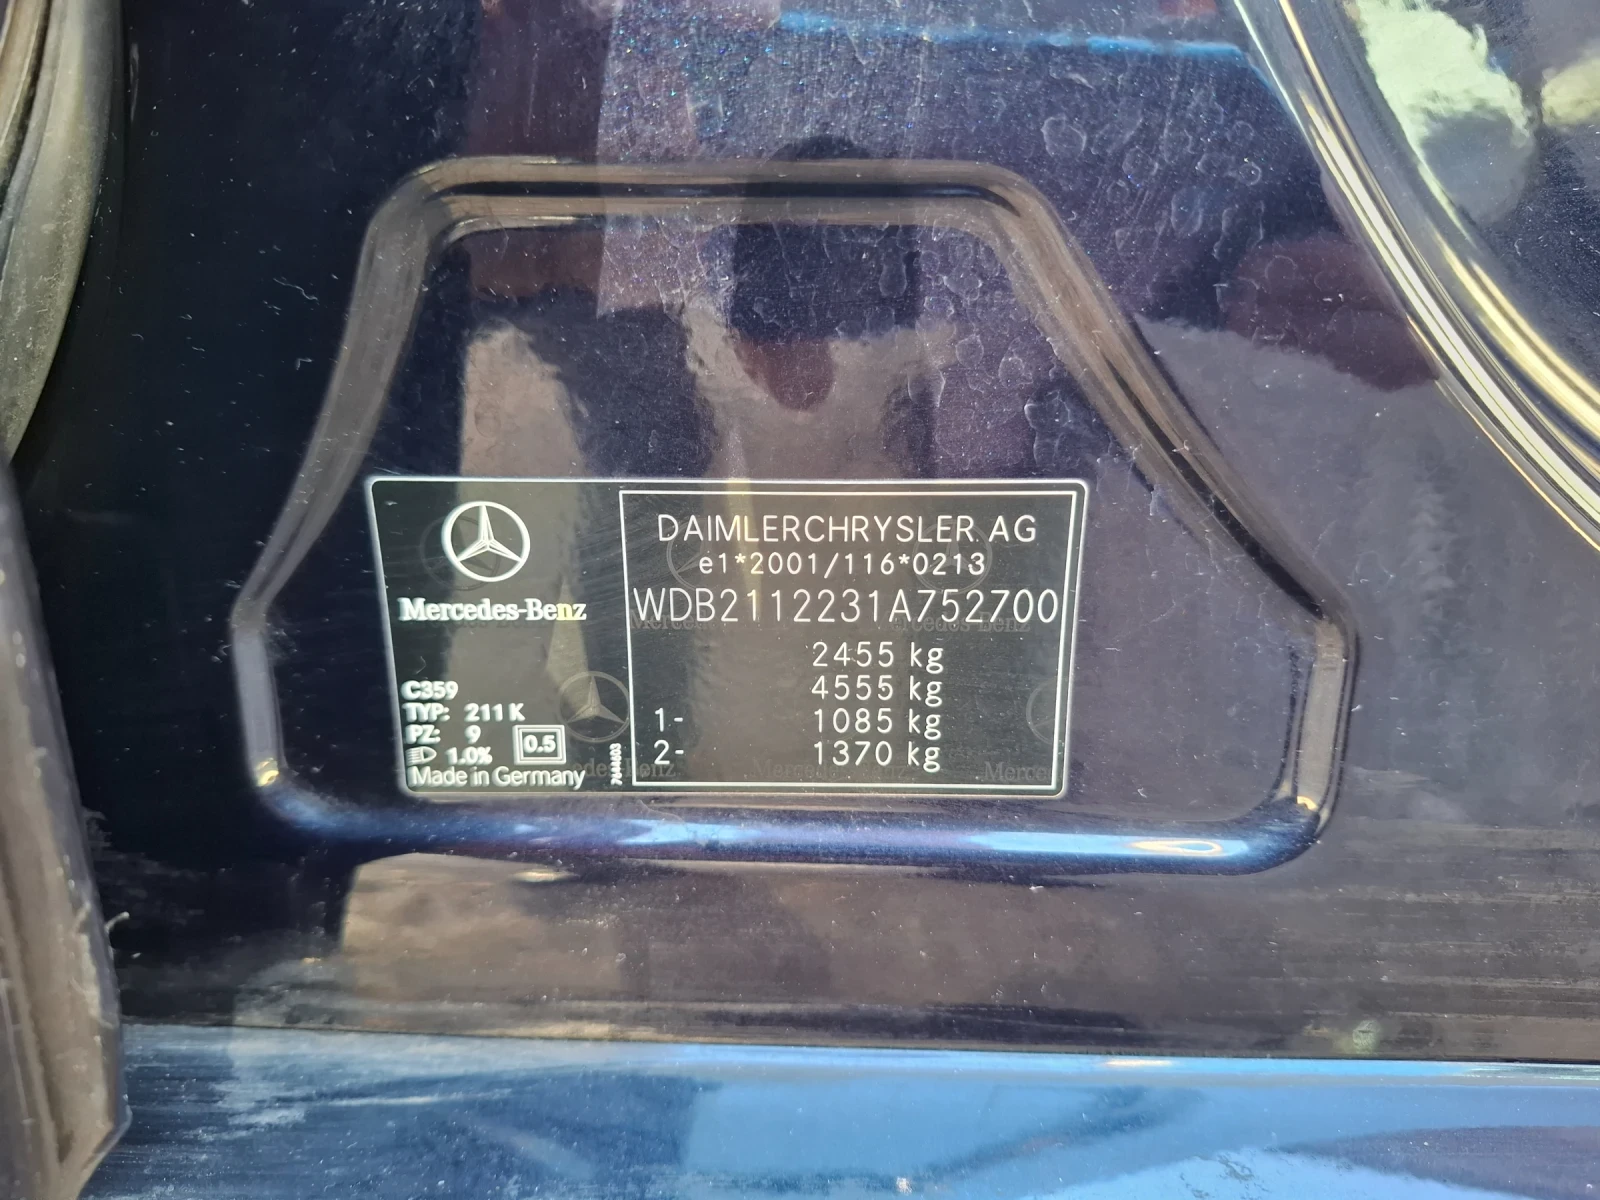 Mercedes-Benz
C359
TYP: 211 K
PZ: 9
1.0%
0.5
Made in Germany
7644603
DAIMLERCHRYSLER AG
e1*2001/116*0213
WDB2112231A752700
2455 kg
4555 kg
1- 1085 kg
2- 1370 kg